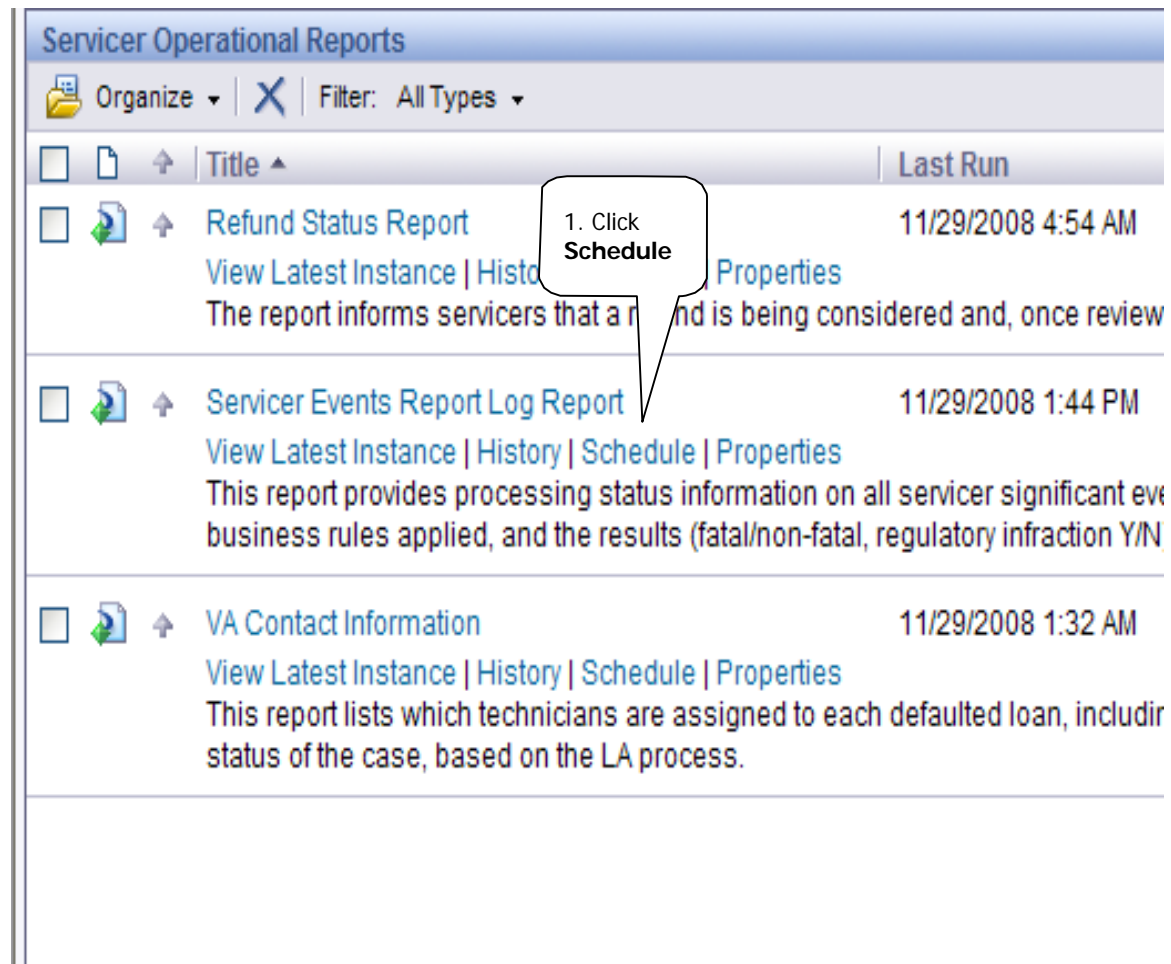 Servicer Operational Reports
Organize Filter: All Types
Title Last Run
Refund Status Report 11/29/2008 4:54 AM
1. Click
Schedule
View Latest Instance | Histo | Properties
The report informs servicers that a nd is being considered and, once review
Servicer Events Report Log Report 11/29/2008 1:44 PM
View Latest Instance | History | Schedule | Properties
This report provides processing status information on all servicer significant eve
business rules applied, and the results (fatal/non-fatal, regulatory infraction Y/N
VA Contact Information 11/29/2008 1:32 AM
View Latest Instance | History | Schedule | Properties
This report lists which technicians are assigned to each defaulted loan, includin
status of the case, based on the LA process.